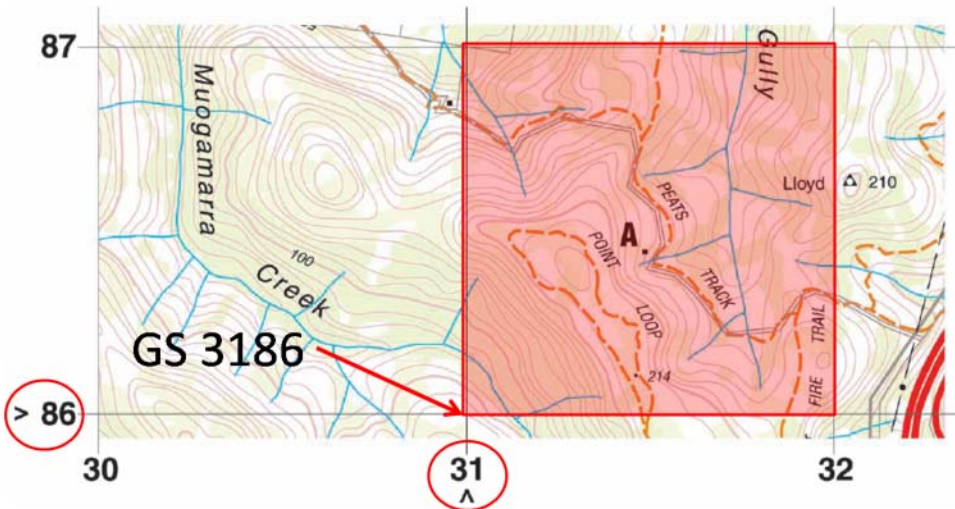 87
Muogamarra
Creek
100
Gully
Lloyd
210
PEATS
TRACK
A.
POINT
LOOP
214
FIRE TRAIL
GS 3186
> 86
30
31
32
^